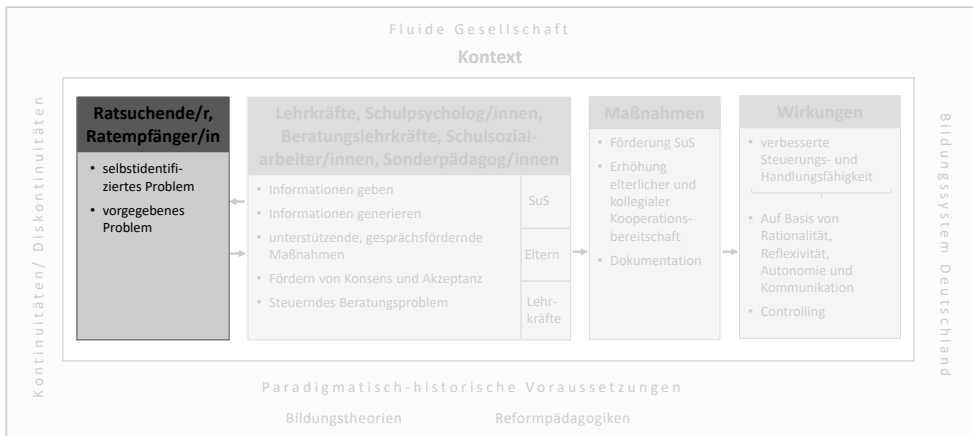 Fluide Gesellschaft
Kontext
Kontinuitäten/ Diskontinuitäten
Ratsuchende/r,
Ratempfänger/in
• selbstidentifi-
ziertes Problem
• vorgegebenes
Problem
Lehrkräfte, Schulpsycholog/innen,
Beratungslehrkräfte, Schulsozial-
arbeiter/innen, Sonderpädagog/innen
• Informationen geben
• Informationen generieren
• unterstützende, gesprächsfördernde
Maßnahmen
• Fördern von Konsens und Akzeptanz
• Steuerndes Beratungsproblem
SuS
Eltern
Lehr-
kräfte
Maßnahmen
• Förderung SuS
• Erhöhung
elterlicher und
kollegialer
Kooperations-
bereitschaft
• Dokumentation
Wirkungen
• verbesserte
Steuerungs- und
Handlungsfähigkeit
• Auf Basis von
Rationalität,
Reflexivität,
Autonomie und
Kommunikation
• Controlling
Bildungssystem Deutschland
Paradigmatisch-historische Voraussetzungen
Bildungstheorien Reformpädagogiken